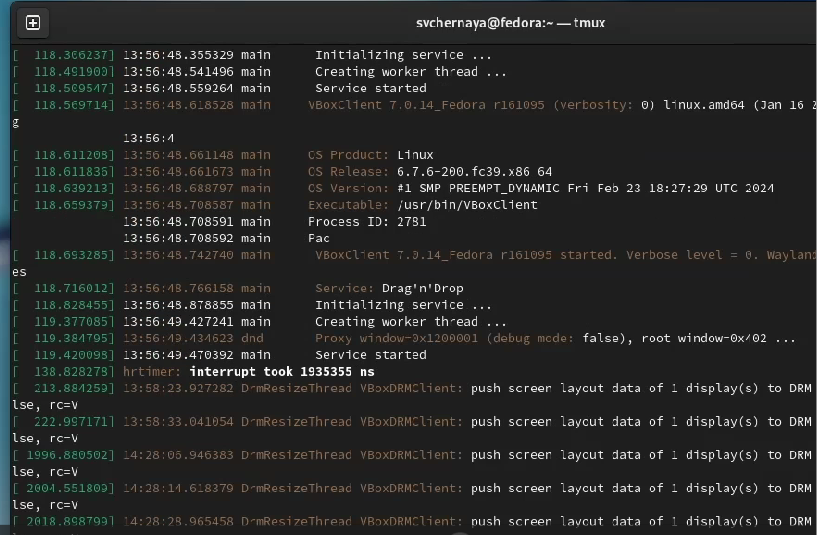 svchernaya@fedora:~ — tmux
[  118.306237] 13:56:48.355329 main     Initializing service ...
[  118.491900] 13:56:48.541496 main     Creating worker thread ...
[  118.509547] 13:56:48.559264 main     Service started
[  118.569714] 13:56:48.618528 main     VBoxClient 7.0.14_Fedora r161095 (verbosity: 0) linux.amd64 (Jan 16 2
g
13:56:4
[  118.611208] 13:56:48.661148 main     OS Product: Linux
[  118.611836] 13:56:48.661673 main     OS Release: 6.7.6-200.fc39.x86_64
[  118.639213] 13:56:48.688797 main     OS Version: #1 SMP PREEMPT_DYNAMIC Fri Feb 23 18:27:29 UTC 2024
[  118.659379] 13:56:48.708587 main     Executable: /usr/bin/VBoxClient
13:56:48.708591 main     Process ID: 2781
13:56:48.708592 main     Pac
[  118.693285] 13:56:48.742740 main     VBoxClient 7.0.14_Fedora r161095 started. Verbose level = 0. Waylan
es
[  118.716012] 13:56:48.766158 main     Service: Drag'n'Drop
[  118.828455] 13:56:48.878855 main     Initializing service ...
[  119.377085] 13:56:49.427241 main     Creating worker thread ...
[  119.384795] 13:56:49.434623 dnd      Proxy window=0x1200001 (debug mode: false), root window=0x402 ...
[  119.420098] 13:56:49.470392 main     Service started
[  138.828278] hrtimer: interrupt took 1935355 ns
[  213.884259] 13:58:23.927282 DrmResizeThread VBoxDRMClient: push screen layout data of 1 display(s) to DRM
lse, rc=V
[  222.997171] 13:58:33.041054 DrmResizeThread VBoxDRMClient: push screen layout data of 1 display(s) to DRM
lse, rc=V
[ 1996.880502] 14:28:06.946383 DrmResizeThread VBoxDRMClient: push screen layout data of 1 display(s) to DRM
lse, rc=V
[ 2004.551809] 14:28:14.618379 DrmResizeThread VBoxDRMClient: push screen layout data of 1 display(s) to DRM
lse, rc=V
[ 2018.898799] 14:28:28.965458 DrmResizeThread VBoxDRMClient: push screen layout data of 1 display(s) to DRM